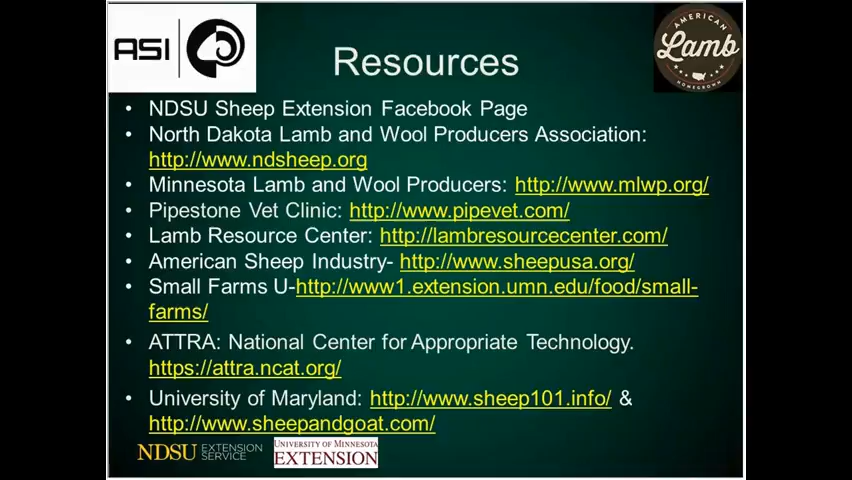 ASI
AMERICAN
Lamb
HOMEGROWN
Resources
• NDSU Sheep Extension Facebook Page
• North Dakota Lamb and Wool Producers Association:
http://www.ndsheep.org
• Minnesota Lamb and Wool Producers: http://www.mlwp.org/
• Pipestone Vet Clinic: http://www.pipevet.com/
• Lamb Resource Center: http://lambresourcecenter.com/
• American Sheep Industry- http://www.sheepusa.org/
• Small Farms U-http://www1.extension.umn.edu/food/small-
farms/
• ATTRA: National Center for Appropriate Technology.
https://attra.ncat.org/
• University of Maryland: http://www.sheep101.info/ &
http://www.sheepandgoat.com/
NDSU EXTENSION
SERVICE
UNIVERSITY OF MINNESOTA
EXTENSION